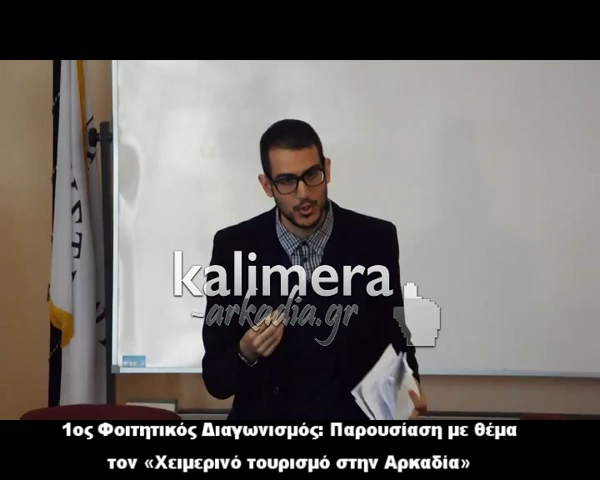 kalimera
-arkadia.gr
1ος Φοιτητικός Διαγωνισμός: Παρουσίαση με θέμα
τον «Χειμερινό τουρισμό στην Αρκαδία»